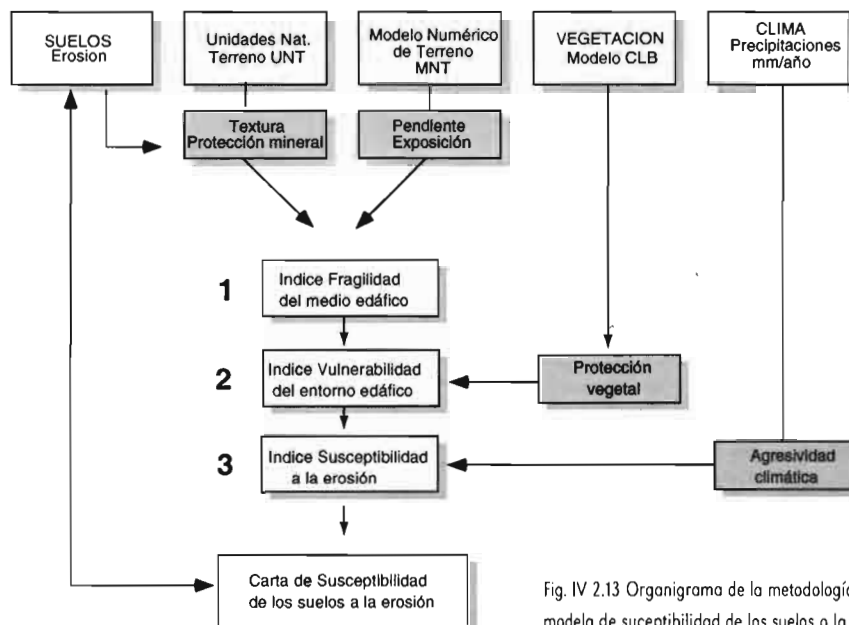 SUELOS
Erosion
Unidades Nat.
Terreno UNT
Modelo Numérico
de Terreno
MNT
VEGETACION
Modelo CLB
CLIMA
Precipitaciones
mm/año
Textura
Protección mineral
Pendiente
Exposición
1
Indice Fragilidad
del medio edáfico
2
Indice Vulnerabilidad
del entorno edáfico
Protección
vegetal
3
Indice Susceptibilidad
a la erosión
Agresividad
climática
Carta de Susceptibilidad
de los suelos a la erosión
Fig. IV 2.13 Organigrama de la metodología
modela de suceptibilidad de los suelos a la